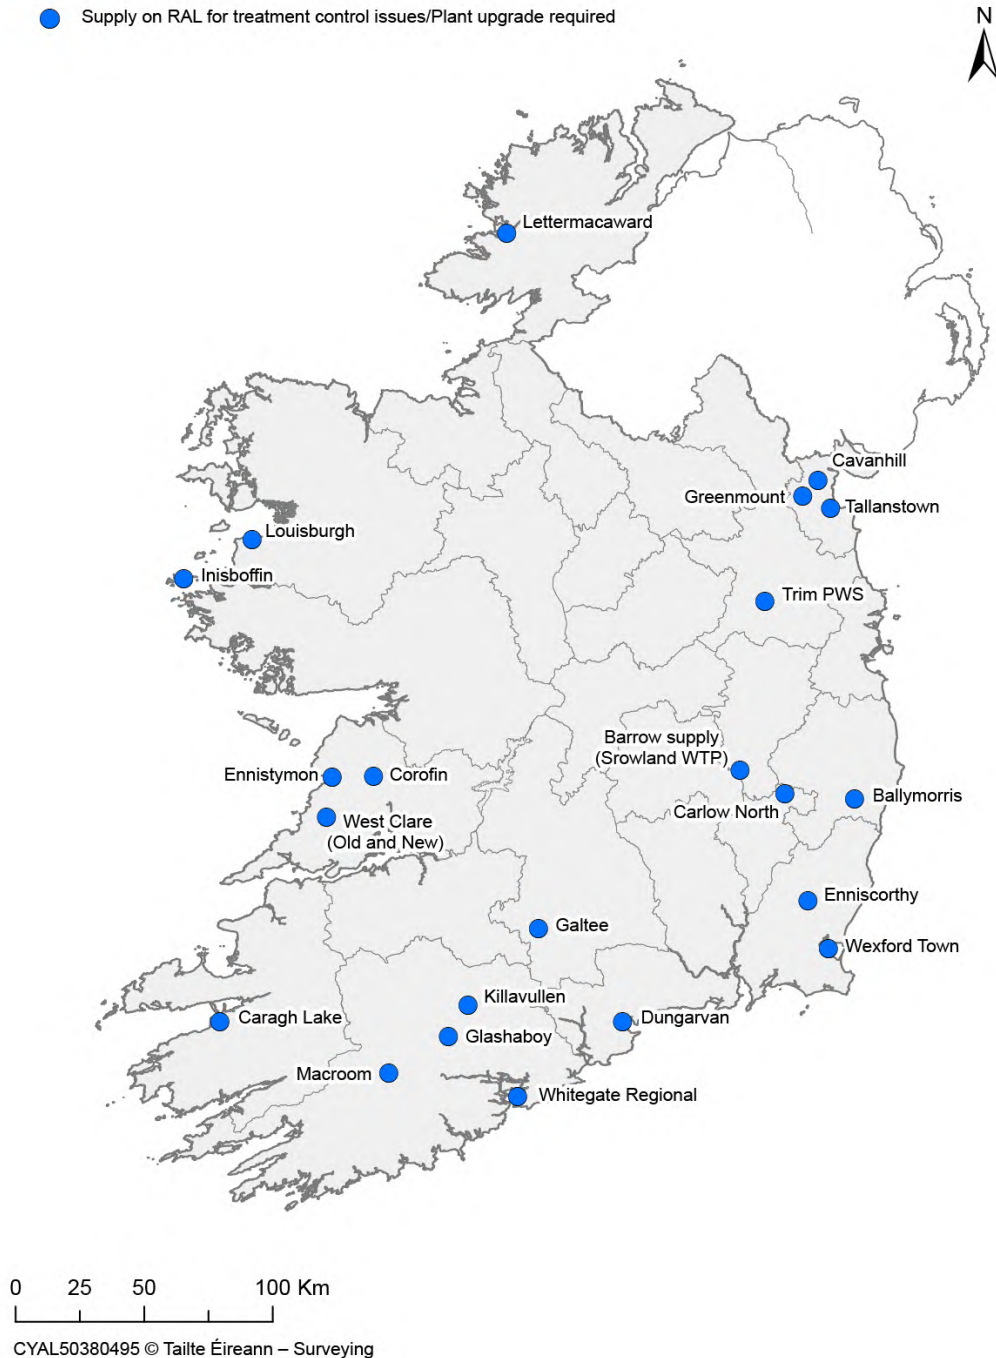 Supply on RAL for treatment control issues/Plant upgrade required
N
Lettermacaward
Cavanhill
Greenmount
Tallanstown
Louisburgh
Inisboffin
Trim PWS
Barrow supply
(Srowland WTP)
Ennistymon
Corofin
Carlow North
Ballymorris
West Clare
(Old and New)
Enniscorthy
Galtee
Wexford Town
Killavullen
Caragh Lake
Dungarvan
Glashaboy
Macroom
Whitegate Regional
0 25 50 100 Km
CYAL50380495 © Tailte Éireann – Surveying